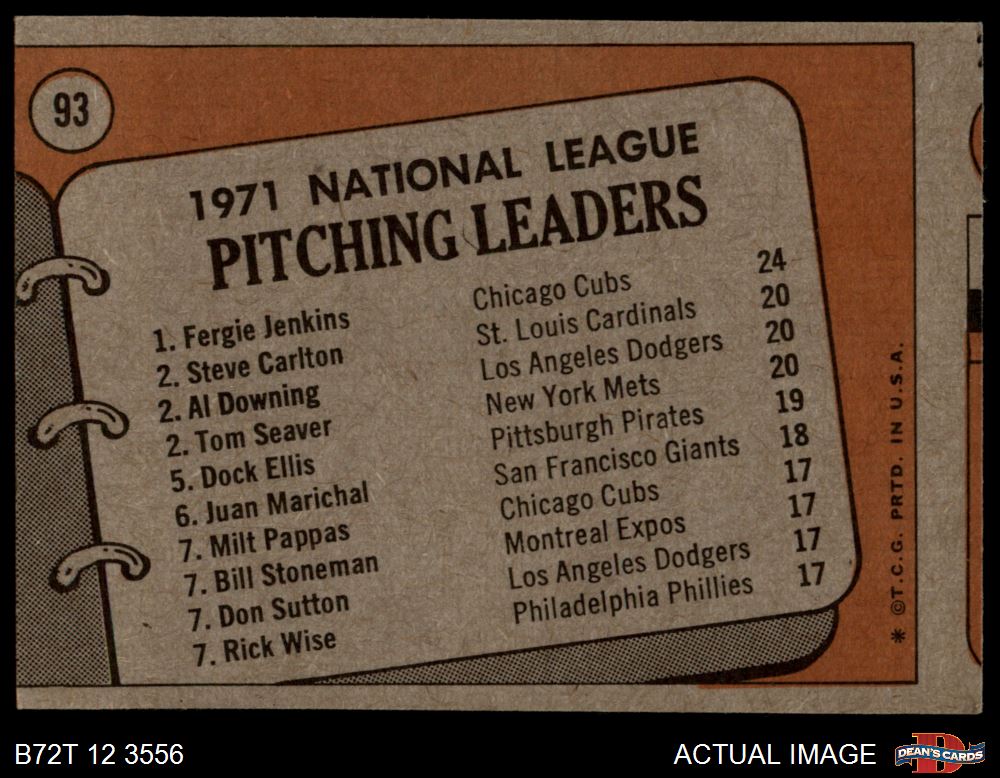 93
1971 NATIONAL LEAGUE
PITCHING LEADERS
1. Fergie Jenkins Chicago Cubs 24
2. Steve Carlton St. Louis Cardinals 20
2. Al Downing Los Angeles Dodgers 20
2. Tom Seaver New York Mets 20
5. Dock Ellis Pittsburgh Pirates 19
6. Juan Marichal San Francisco Giants 18
7. Milt Pappas Chicago Cubs 17
7. Bill Stoneman Montreal Expos 17
7. Don Sutton Los Angeles Dodgers 17
7. Rick Wise Philadelphia Phillies 17
* ©T.C.G. PRTD. IN U.S.A.
B72T 12 3556
ACTUAL IMAGE
DEAN'S CARDS